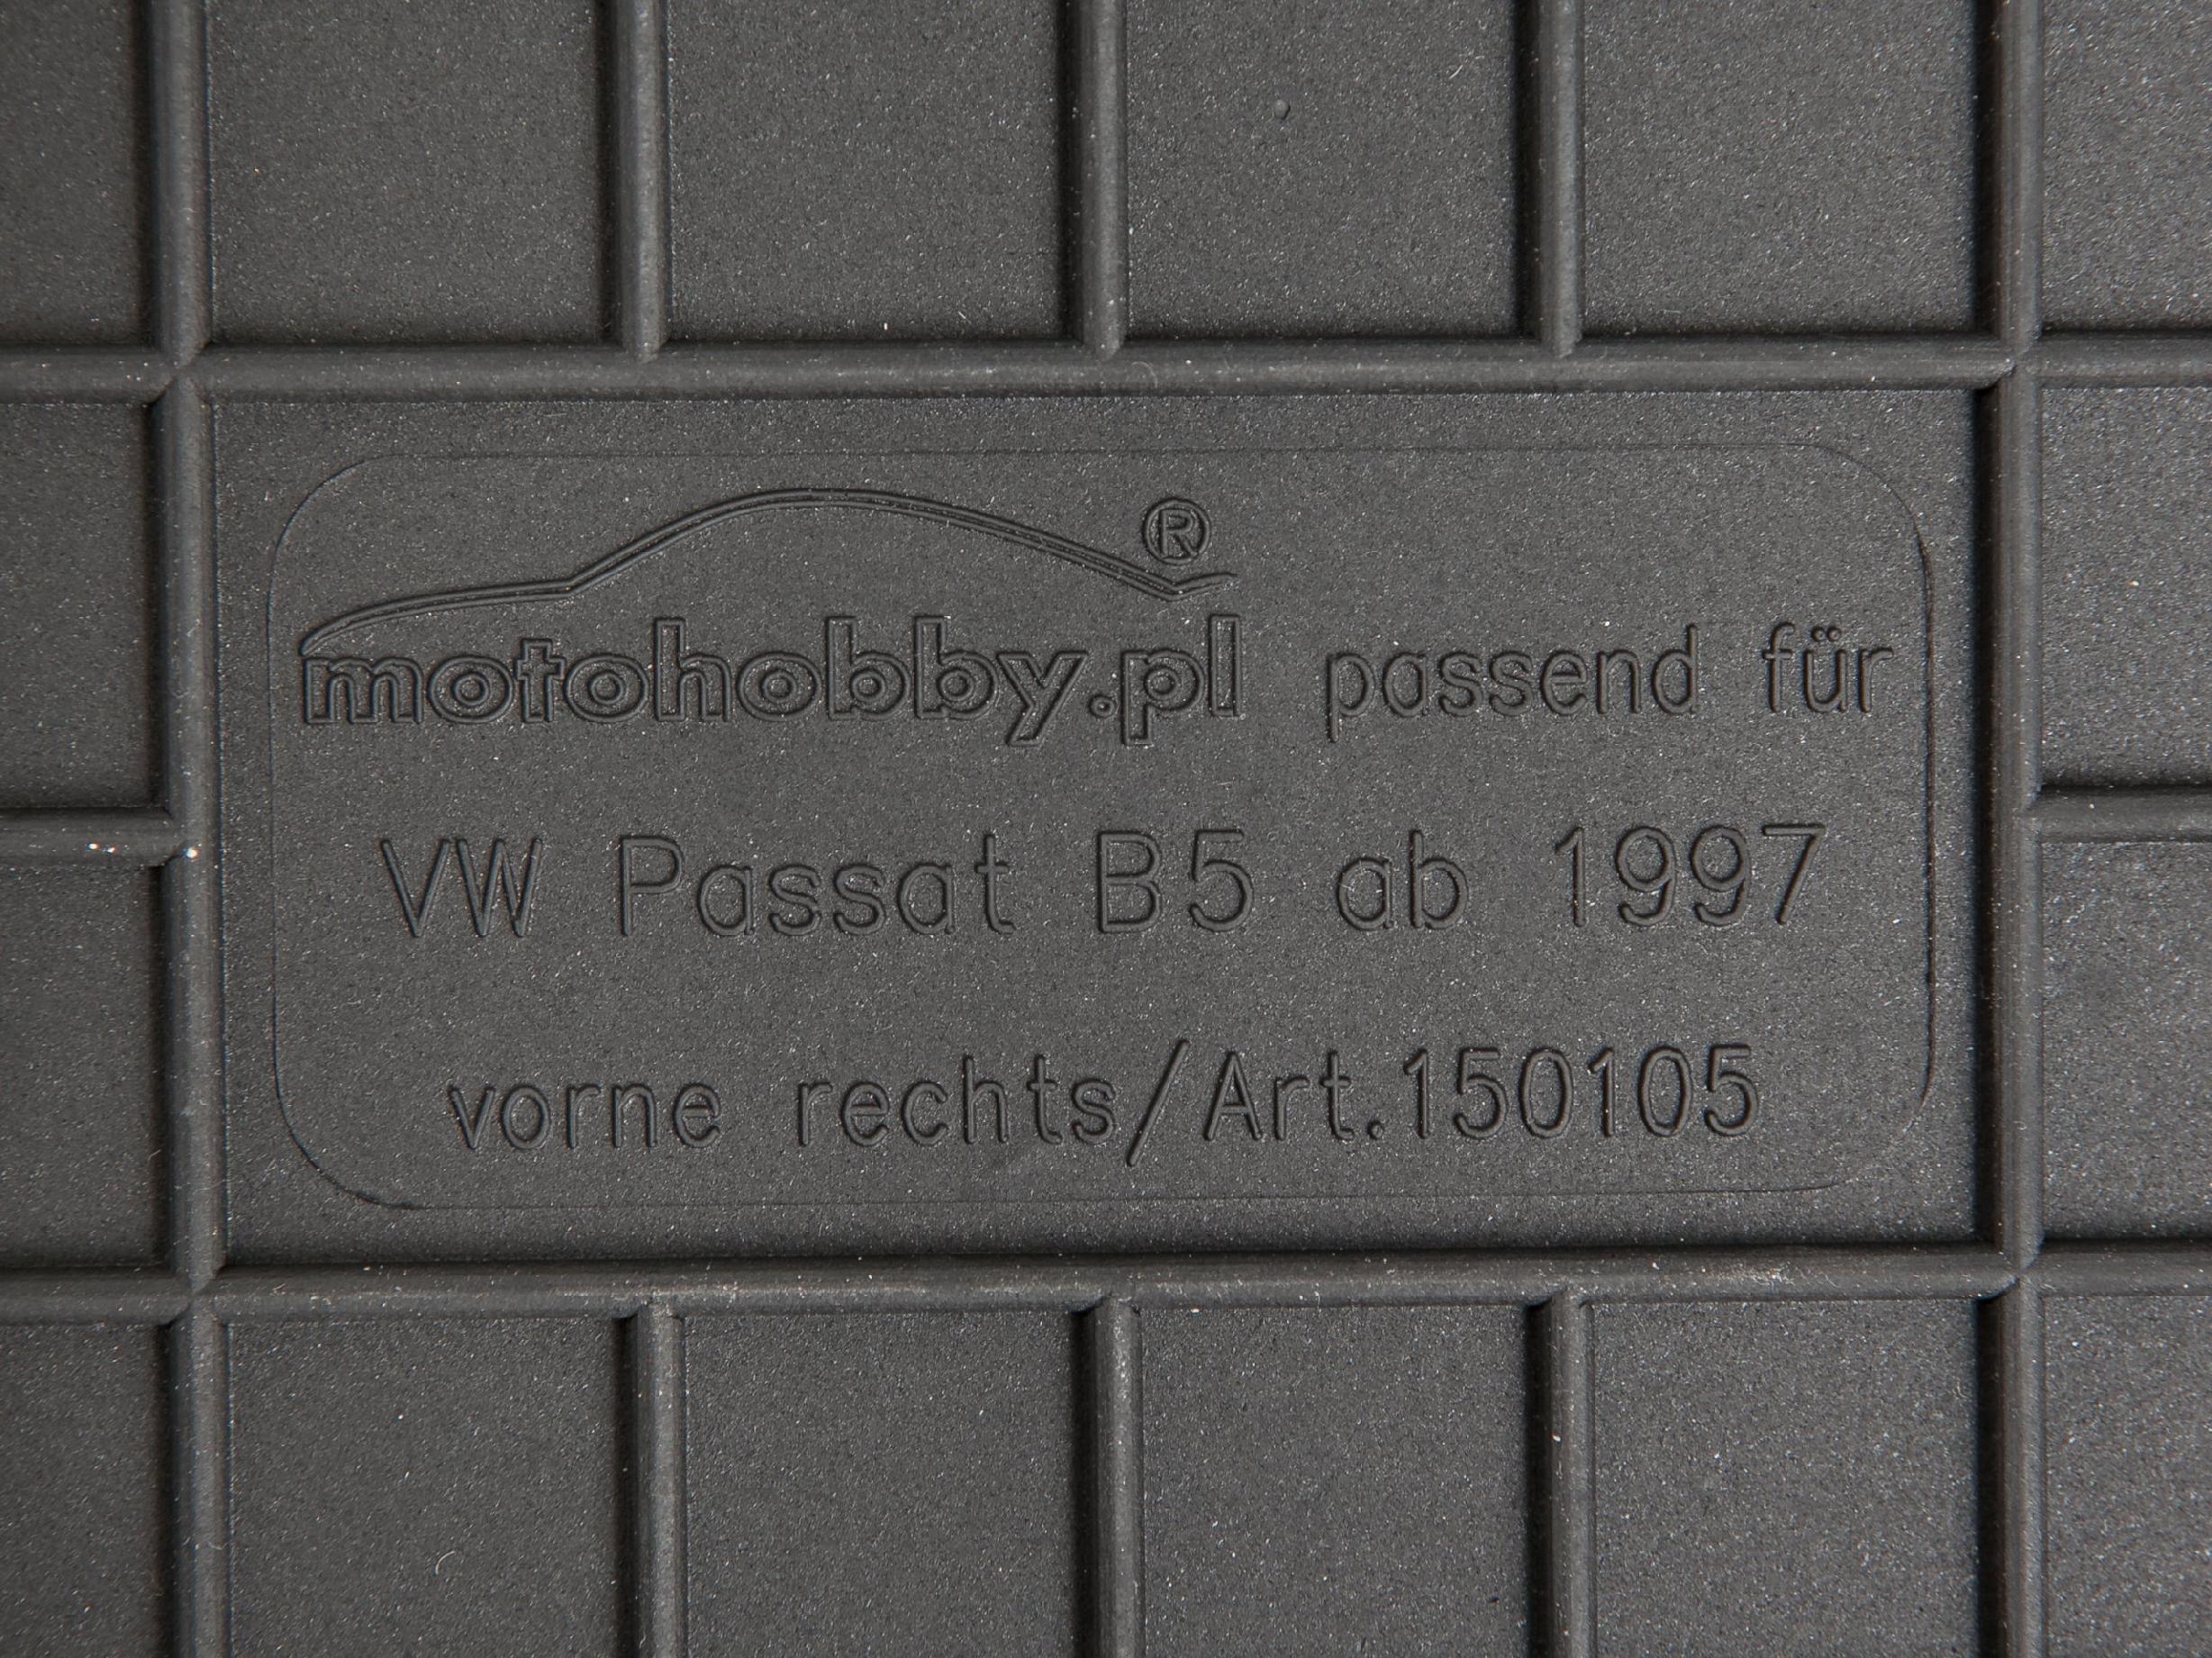 motohobby.pl® passend für
VW Passat B5 ab 1997
vorne rechts/Art.150105